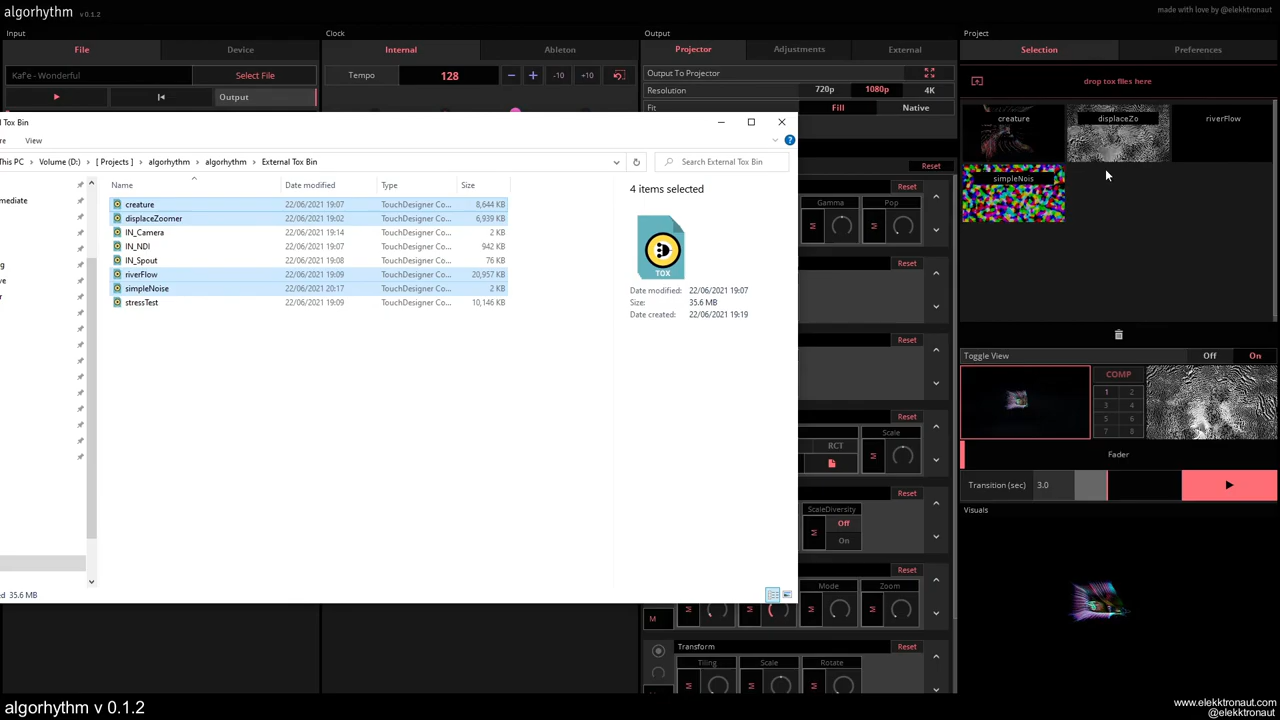 algorhythm v 0.1.2
made with love by @elekktronaut
Input
Clock
Output
Project
File
Device
Internal
Ableton
Projector
Adjustments
External
Selection
Preferences
Kaf'e - Wonderful
Select File
Tempo
128
-10
+10
Output To Projector
drop tox files here
Output
Resolution
720p
1080p
4K
Fit
Fill
Native
l Tox Bin
View
This PC
Volume (D:)
[ Projects ]
algorhythm
algorhythm
External Tox Bin
Search External Tox Bin
Name
Date modified
Type
Size
creature
22/06/2021 19:07
TouchDesigner Co...
8,644 KB
displaceZoomer
22/06/2021 19:02
TouchDesigner Co...
6,939 KB
IN_Camera
22/06/2021 19:14
TouchDesigner Co...
2 KB
IN_NDI
22/06/2021 19:07
TouchDesigner Co...
942 KB
IN_Spout
22/06/2021 19:08
TouchDesigner Co...
76 KB
riverFlow
22/06/2021 19:09
TouchDesigner Co...
20,957 KB
simpleNoise
22/06/2021 20:17
TouchDesigner Co...
2 KB
stressTest
22/06/2021 19:09
TouchDesigner Co...
10,146 KB
mediate
4 items selected
TOX
Date modified:
22/06/2021 19:07
Size:
35.6 MB
Date created:
22/06/2021 19:19
35.6 MB
Reset
Reset
Gamma
Pop
M
M
Reset
Reset
Reset
RCT
Scale
M
Reset
ScaleDiversity
M
Off
On
Reset
Mode
Zoom
M
M
M
M
M
Transform
Reset
Tiling
Scale
Rotate
M
M
M
creature
displaceZo
riverFlow
simpleNois
Toggle View
Off
On
COMP
1 2
3 4
5 6
7 8
Fader
Transition (sec)
3.0
Visuals
algorhythm v 0.1.2
www.elekktronaut.com
@elekktronaut